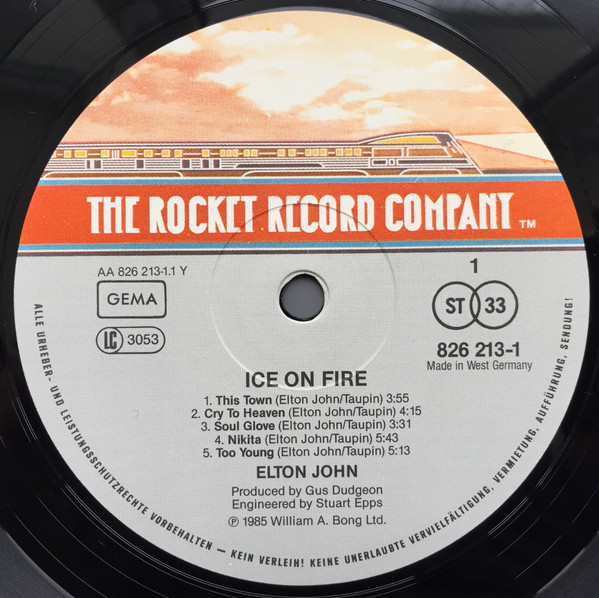 THE ROCKET RECORD COMPANY TM
AA 826 213-1.1 Y
GEMA
LC 3053
1
ST 33
826 213-1
Made in West Germany
ICE ON FIRE
1. This Town (Elton John/Taupin) 3:55
2. Cry To Heaven (Elton John/Taupin) 4:15
3. Soul Glove (Elton John/Taupin) 3:31
4. Nikita (Elton John/Taupin) 5:43
5. Too Young (Elton John/Taupin) 5:13
ELTON JOHN
Produced by Gus Dudgeon
Engineered by Stuart Epps
℗ 1985 William A. Bong Ltd.
ALLE URHEBER- UND LEISTUNGSSCHUTZRECHTE VORBEHALTEN – KEIN VERLEIH! KEINE UNERLAUBTE VERVIELFÄLTIGUNG, VERMIETUNG, AUFFÜHRUNG, SENDUNG!